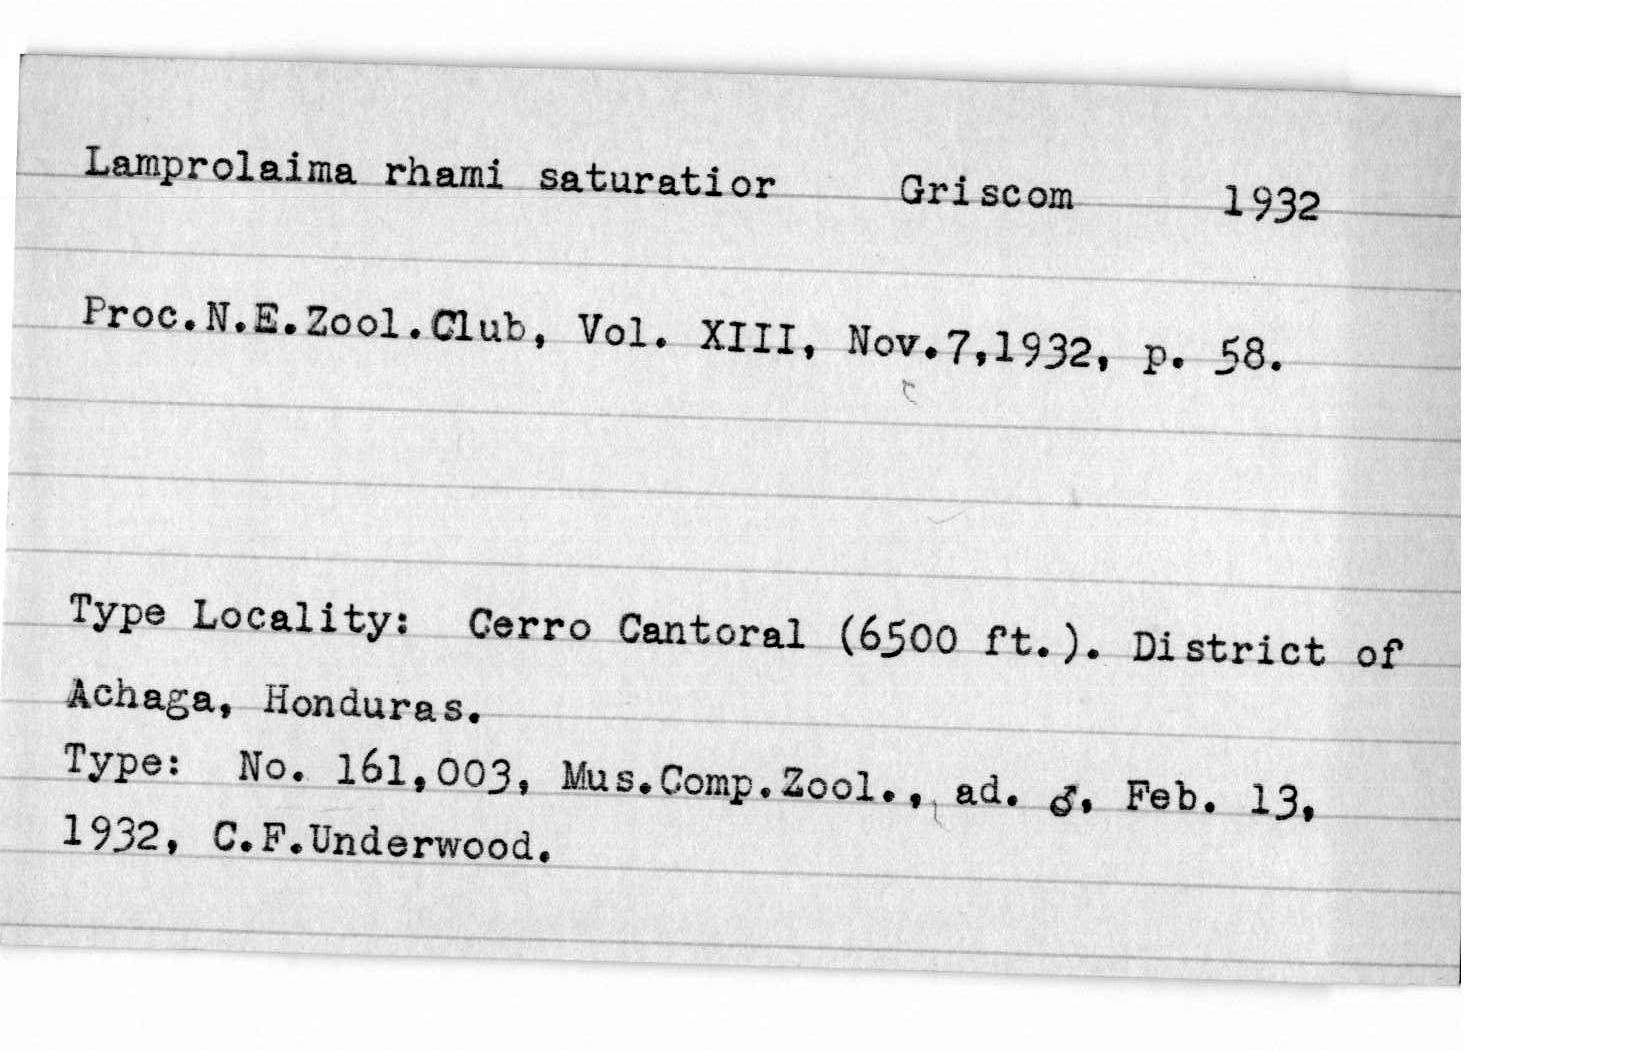 Lamprolaima rhami saturatior Griscom 1932
Proc.N.E.Zool.Club, Vol. XIII, Nov.7,1932, p. 58.
Type Locality: Cerro Cantoral (6500 ft.). District of
Achaga, Honduras.
Type: No. 161,003, Mus.Comp.Zool., ad. ♂, Feb. 13,
1932, C.F.Underwood.